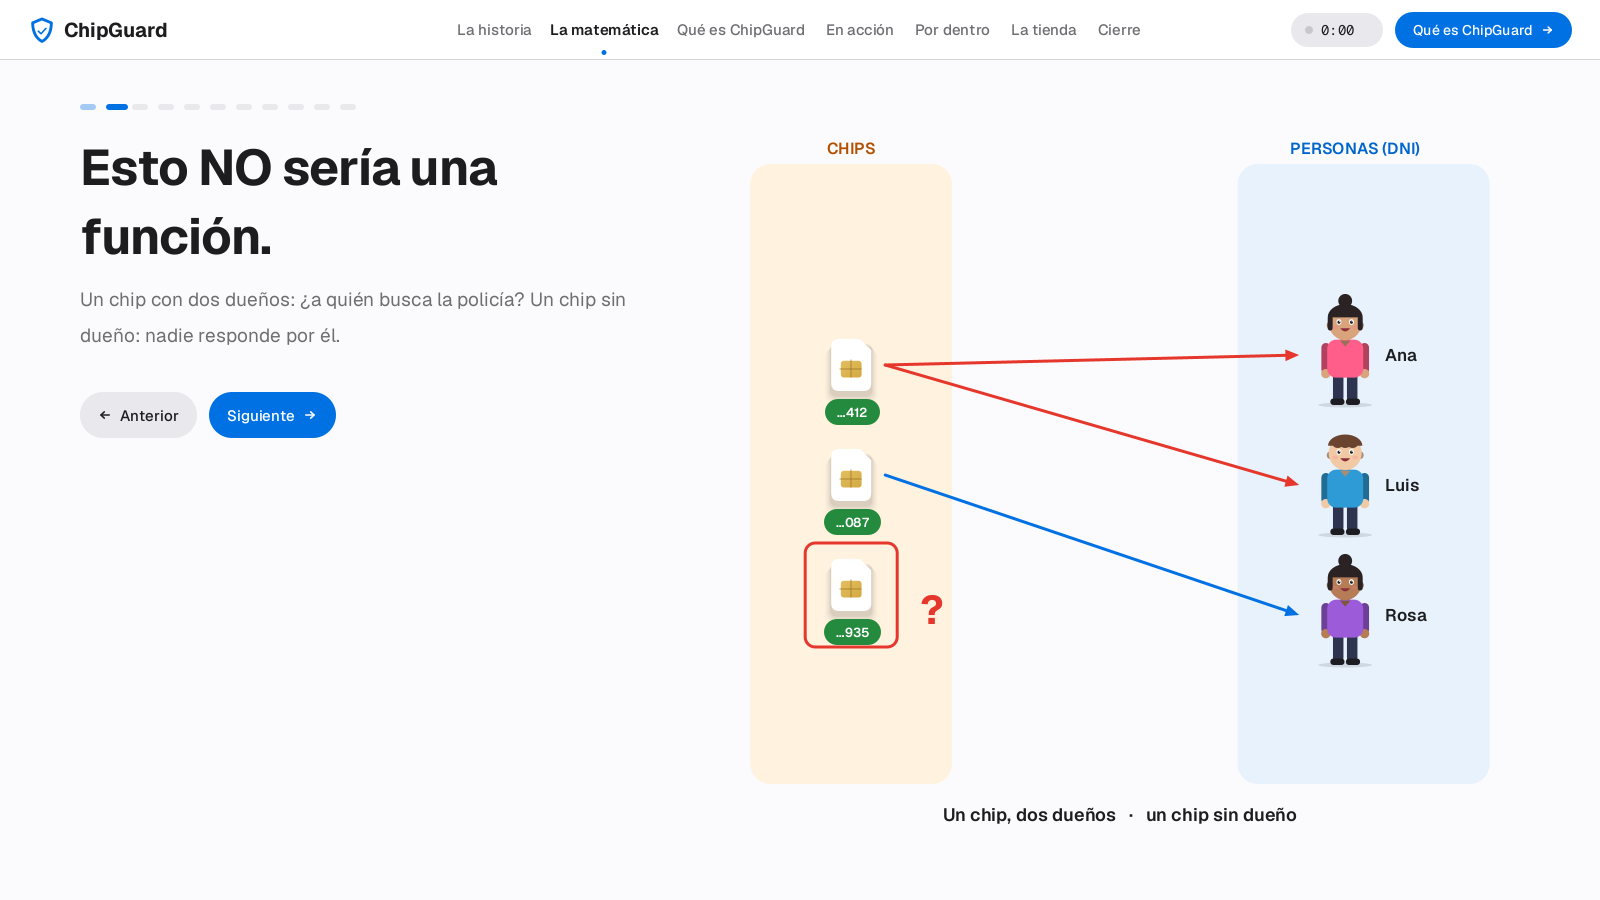 ChipGuard
La historia
La matemática
Qué es ChipGuard
En acción
Por dentro
La tienda
Cierre
0:00
Qué es ChipGuard →
Esto NO sería una
función.
Un chip con dos dueños: ¿a quién busca la policía? Un chip sin
dueño: nadie responde por él.
← Anterior
Siguiente →
CHIPS
PERSONAS (DNI)
...412
...087
...935
?
Ana
Luis
Rosa
Un chip, dos dueños · un chip sin dueño